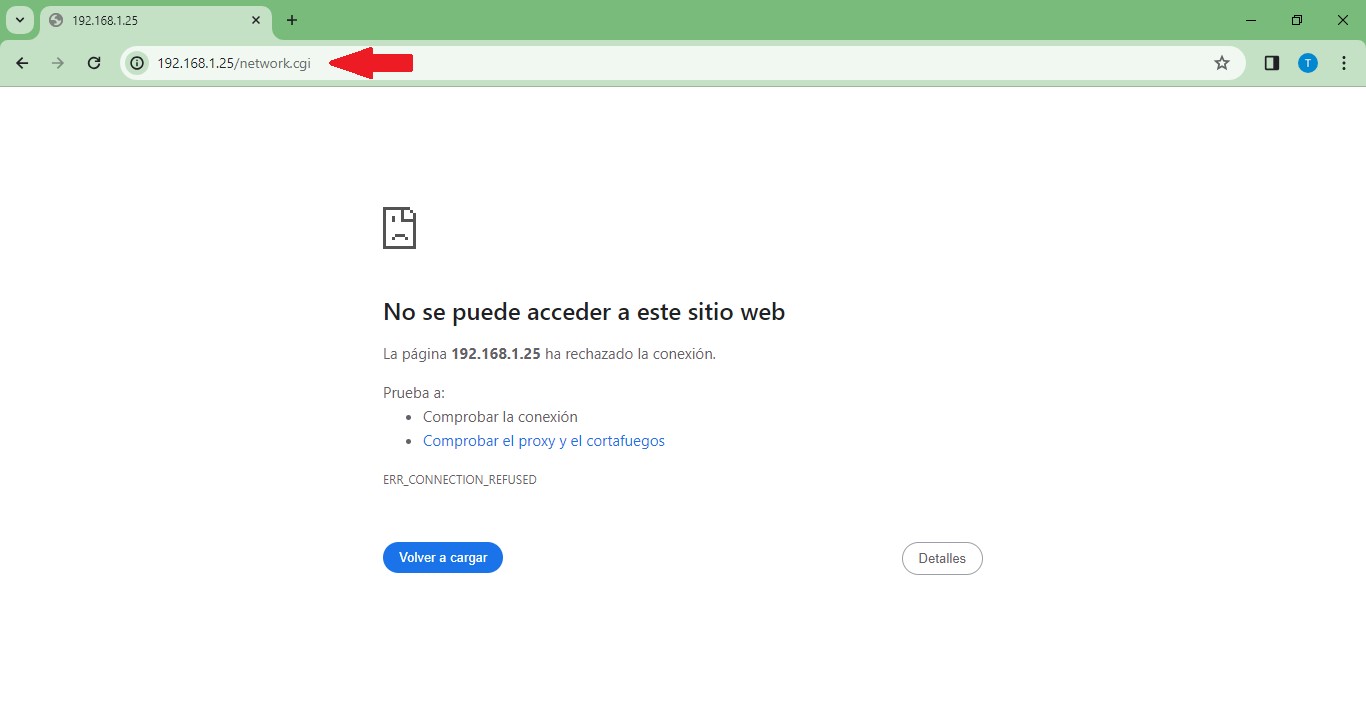 192.168.1.25
192.168.1.25/network.cgi
T
No se puede acceder a este sitio web
La página 192.168.1.25 ha rechazado la conexión.
Prueba a:
Comprobar la conexión
Comprobar el proxy y el cortafuegos
ERR_CONNECTION_REFUSED
Volver a cargar
Detalles